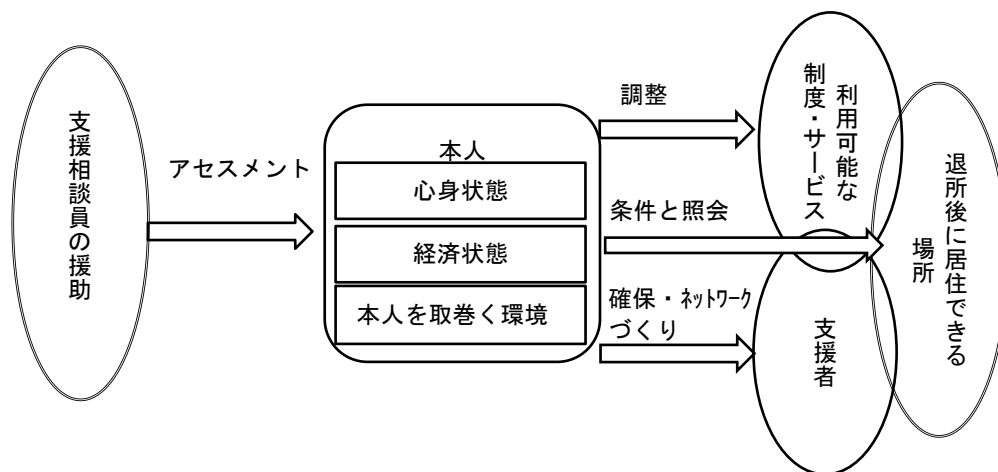 支援相談員の援助
アセスメント
本人
心身状態
経済状態
本人を取巻く環境
調整
条件と照会
確保・ﾈｯﾄﾜｰｸ
づくり
利用可能な
制度・サービス
支援者
退所後に居住できる
場所